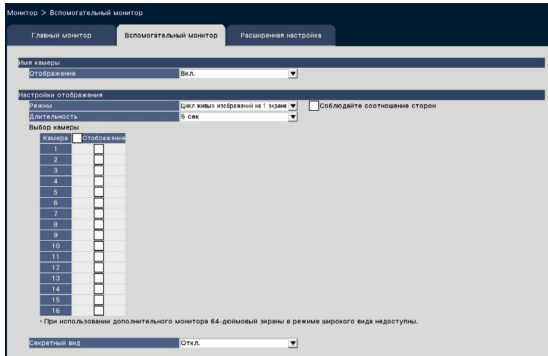 Монитор > Вспомогательный монитор
Главный монитор Вспомогательный монитор Расширенная настройка
Имя камеры
Отображение Вкл.
Настройки отображения
Режим Цикл живых изображений на 1 экране Соблюдайте соотношение сторон
Длительность 5 сек
Выбор камеры
Камера Отображение
1
2
3
4
5
6
7
8
9
10
11
12
13
14
15
16
• При использовании дополнительного монитора 64-дюймовый экраны в режиме широкого вида недоступны.
Секретный вид Откл.